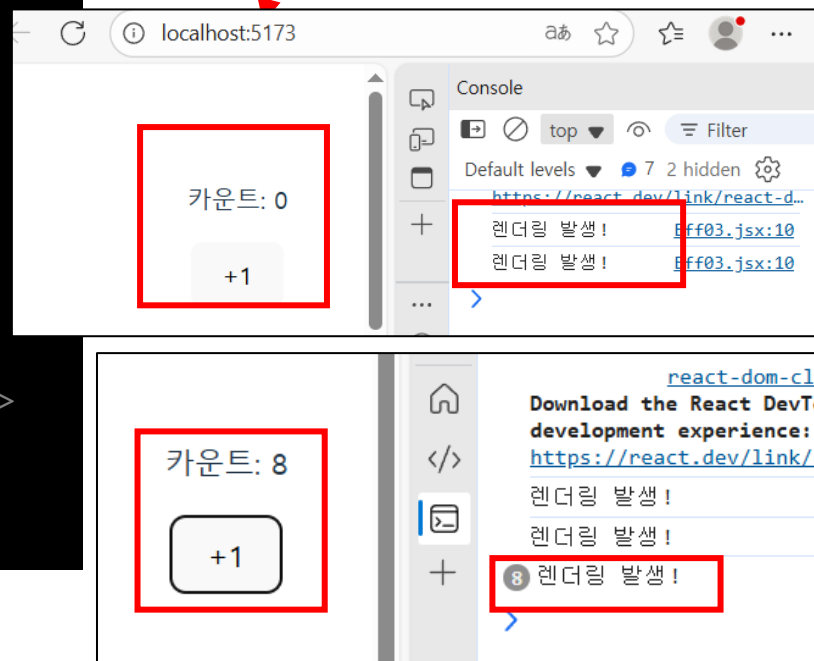 localhost:5173
aあ
Console
top
Filter
Default levels
7
2 hidden
https://react.dev/link/react-d…
카운트: 0
렌더링 발생!
Eff03.jsx:10
렌더링 발생!
Eff03.jsx:10
+1
>
react-dom-cl
Download the React DevT
development experience:
https://react.dev/link/
카운트: 8
렌더링 발생!
렌더링 발생!
+1
8 렌더링 발생!